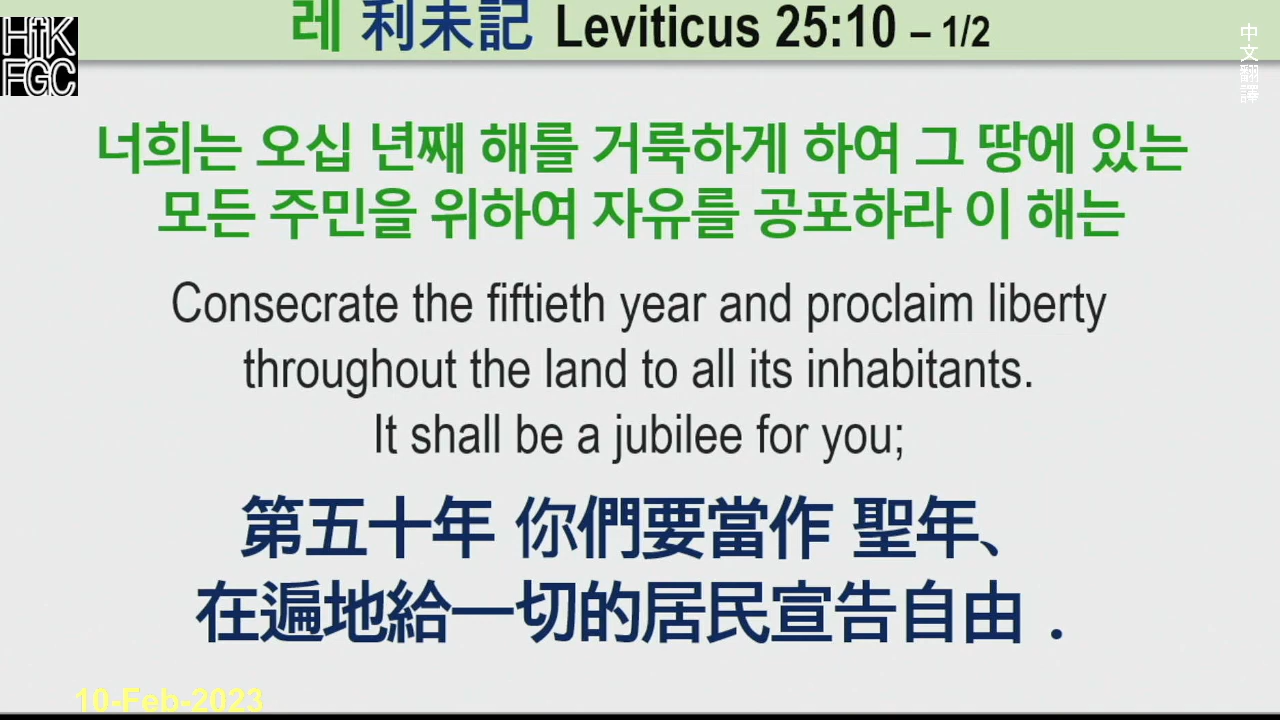 레 利未記 Leviticus 25:10 – 1/2
HfK
FGC
中文翻譯
너희는 오십 년째 해를 거룩하게 하여 그 땅에 있는
모든 주민을 위하여 자유를 공포하라 이 해는
Consecrate the fiftieth year and proclaim liberty
throughout the land to all its inhabitants.
It shall be a jubilee for you;
第五十年 你們要當作 聖年、
在遍地給一切的居民宣告自由．
10-Feb-2023